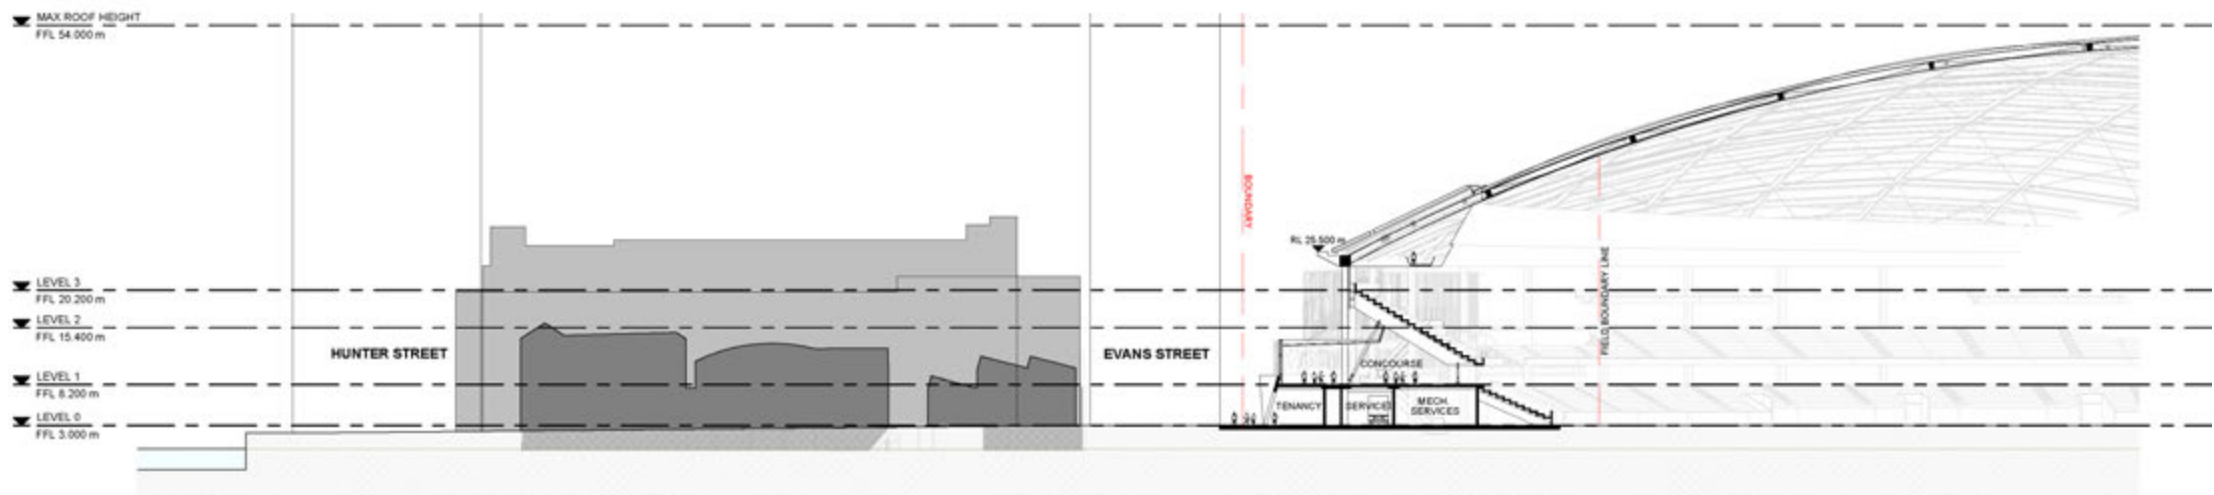 MAX ROOF HEIGHT
FFL 54.000 m
BOUNDARY
RL 25.500 m
FIELD BOUNDARY LINE
LEVEL 3
FFL 20.200 m
LEVEL 2
FFL 15.400 m
HUNTER STREET
EVANS STREET
CONCOURSE
LEVEL 1
FFL 8.200 m
TENANCY
SERVICE
MECH.
SERVICES
LEVEL 0
FFL 3.000 m